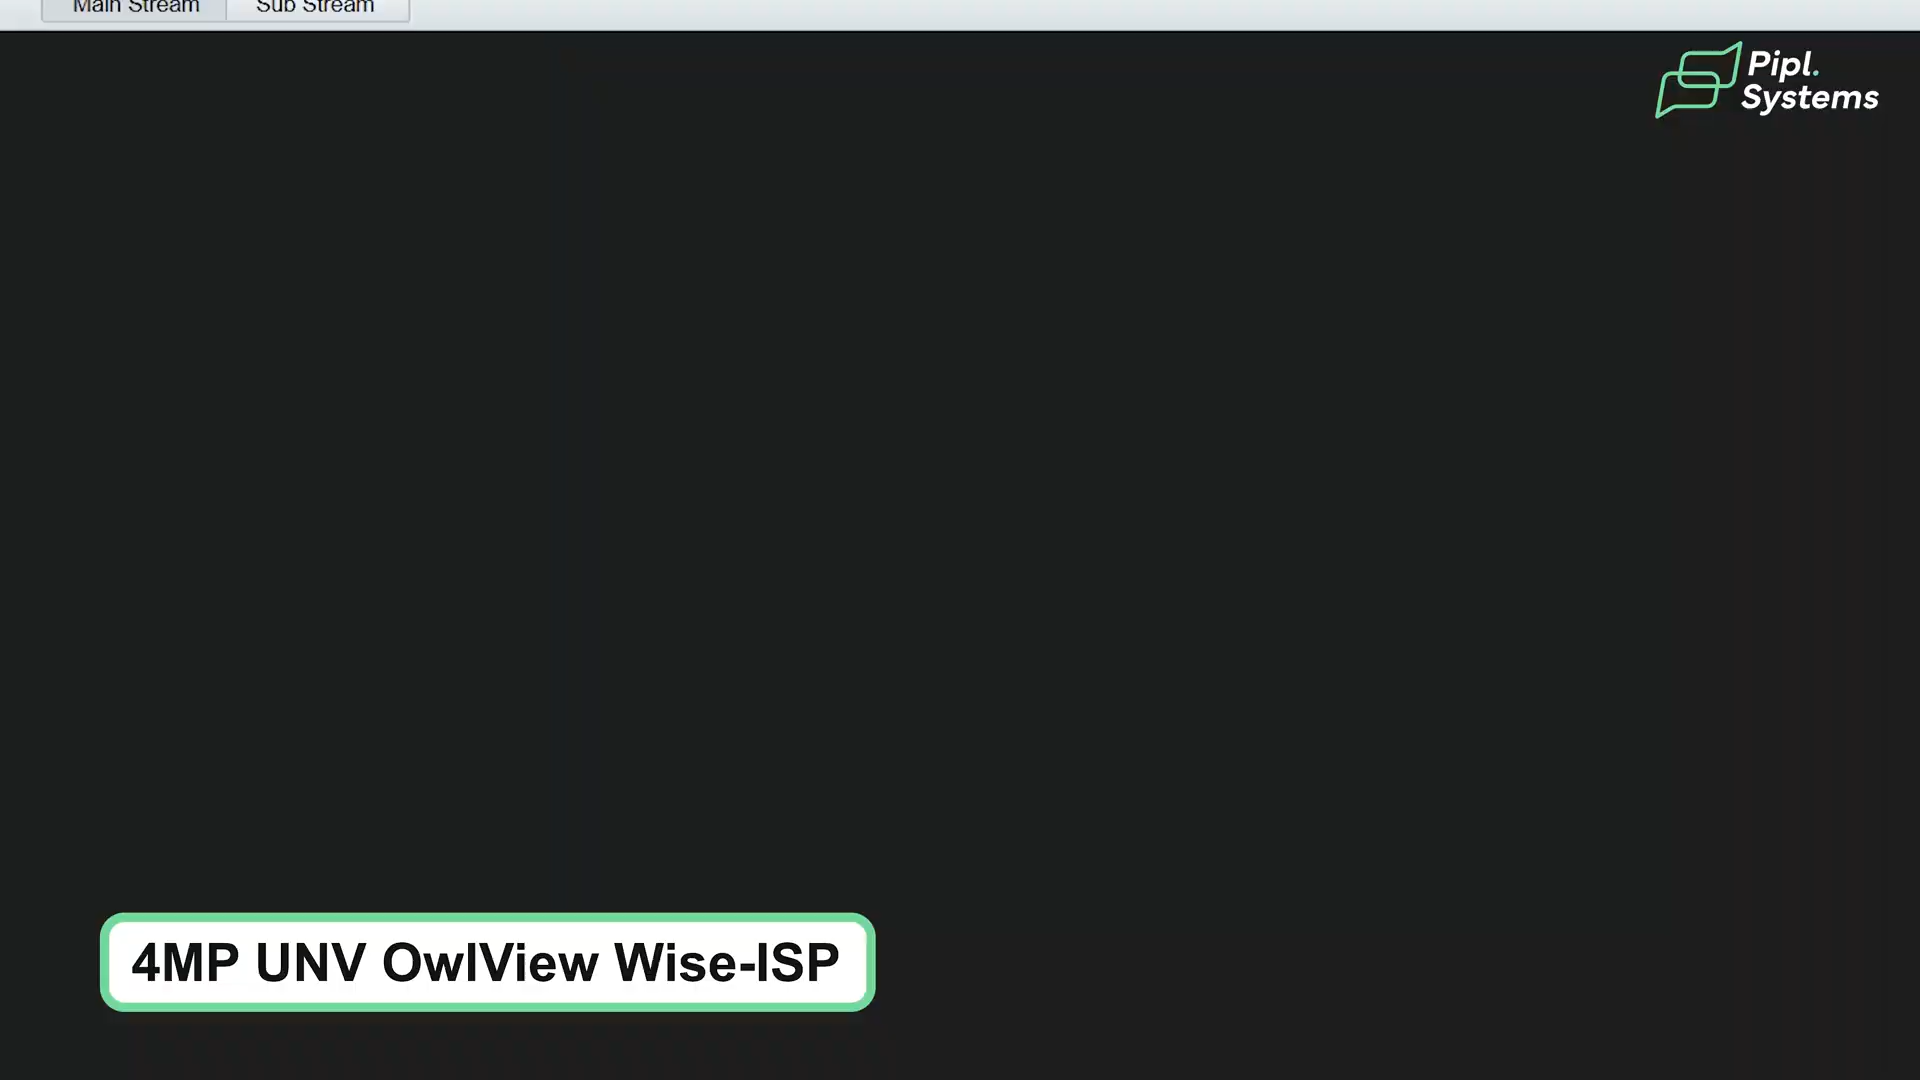 Main Stream
Sub Stream
Pipl.
Systems
4MP UNV OwlView Wise-ISP